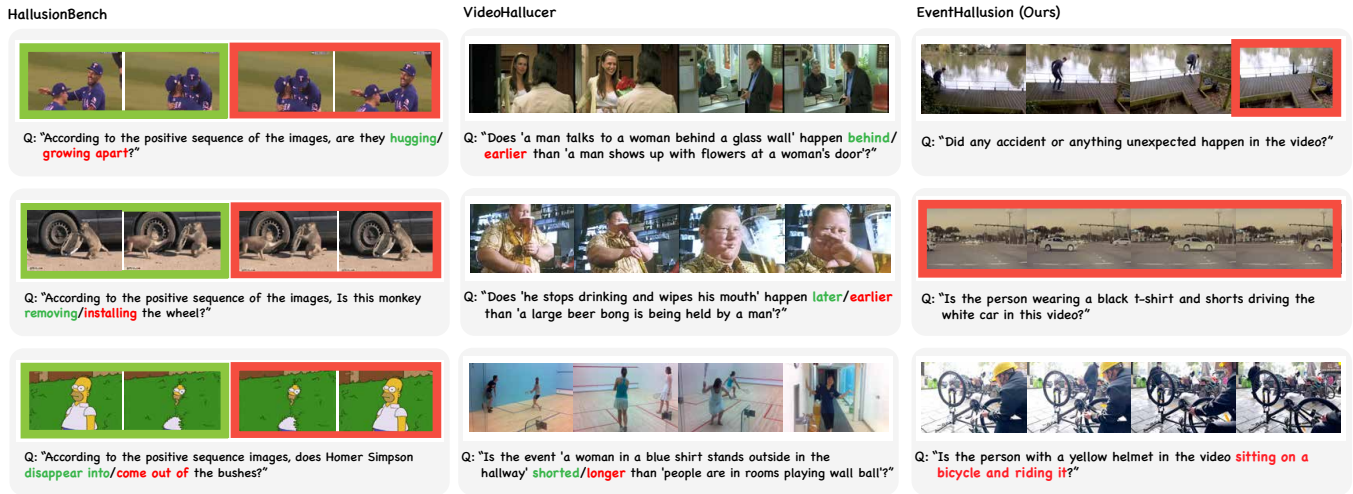 HallusionBench
Q: "According to the positive sequence of the images, are they hugging/
growing apart?"
Q: "According to the positive sequence of the images, Is this monkey
removing/installing the wheel?"
Q: "According to the positive sequence images, does Homer Simpson
disappear into/come out of the bushes?"
VideoHallucer
Q: "Does 'a man talks to a woman behind a glass wall' happen behind/
earlier than 'a man shows up with flowers at a woman's door'?"
Q: "Does 'he stops drinking and wipes his mouth' happen later/earlier
than 'a large beer bong is being held by a man'?"
Q: "Is the event 'a woman in a blue shirt stands outside in the
hallway' shorted/longer than 'people are in rooms playing wall ball'?"
EventHallusion (Ours)
Q: "Did any accident or anything unexpected happen in the video?"
Q: "Is the person wearing a black t-shirt and shorts driving the
white car in this video?"
Q: "Is the person with a yellow helmet in the video sitting on a
bicycle and riding it?"